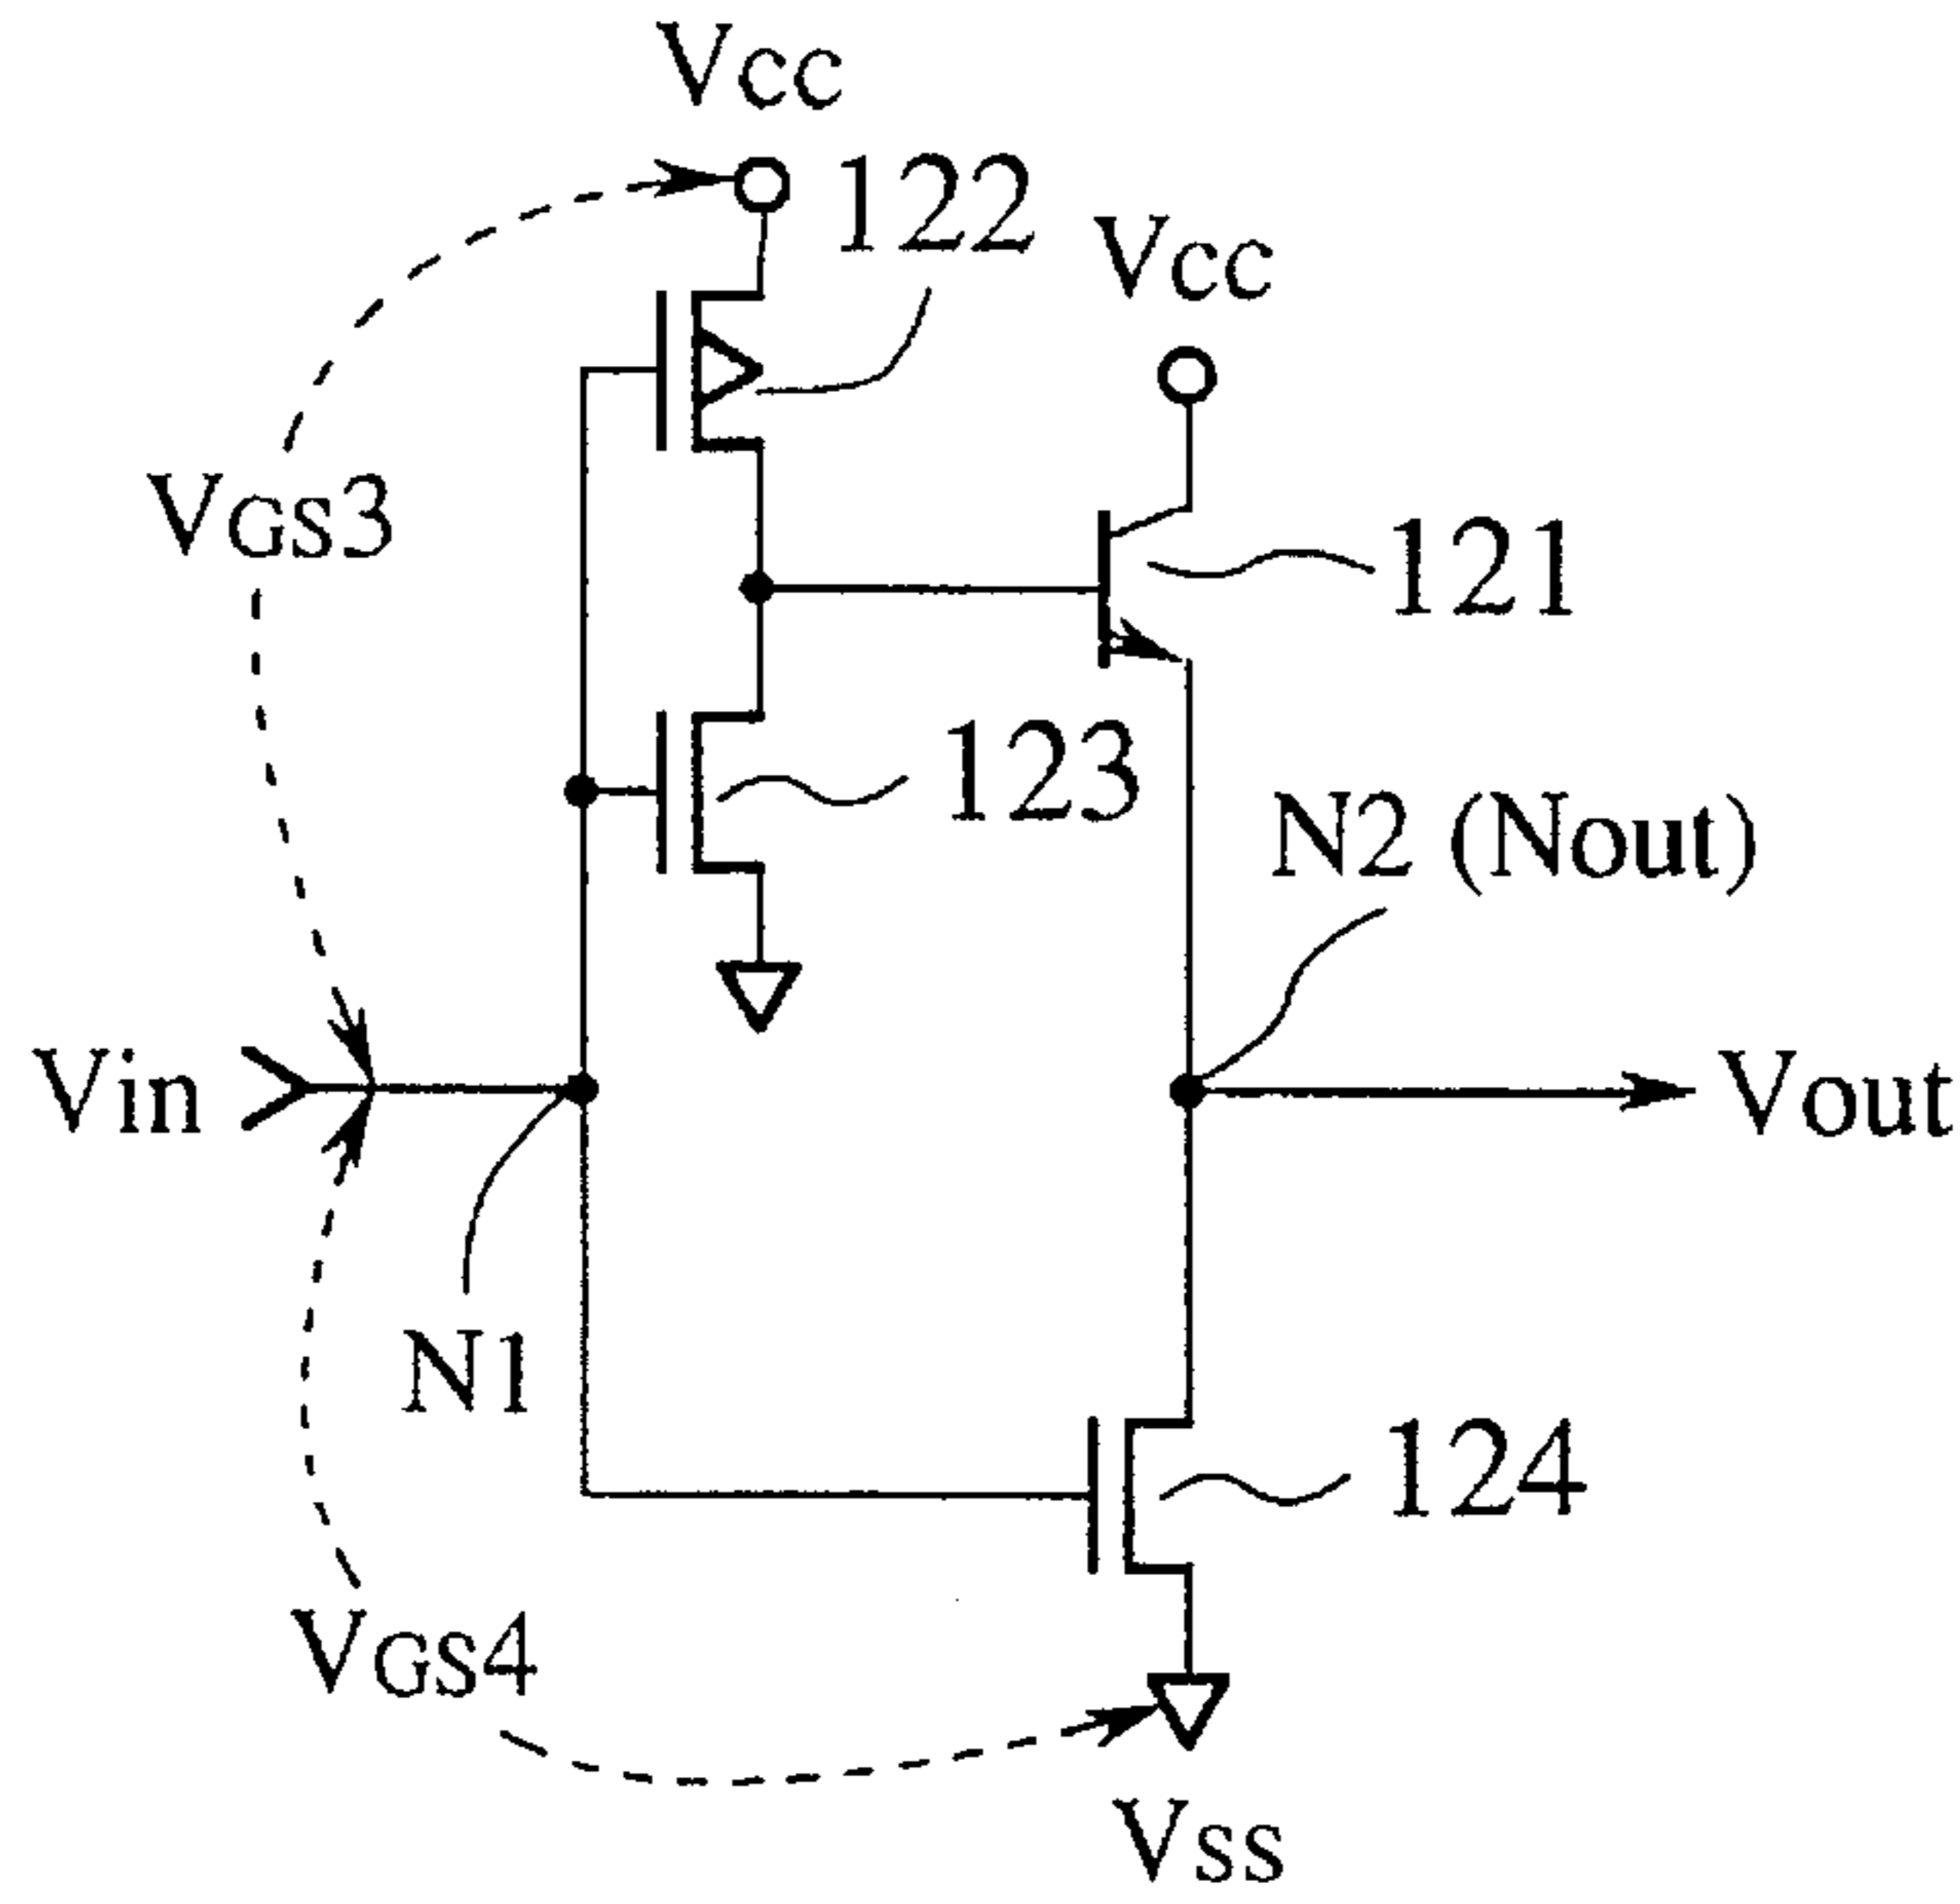 Vcc
122
Vcc
VGS3
121
123
N2 (Nout)
Vin
Vout
N1
124
VGS4
Vss